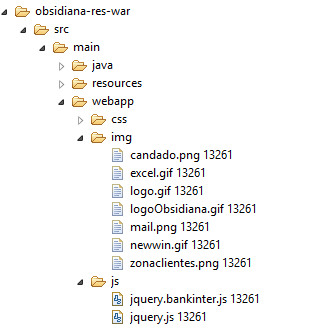 obsidiana-res-war
src
main
java
resources
webapp
css
img
candado.png 13261
excel.gif 13261
logo.gif 13261
logoObsidiana.gif 13261
mail.png 13261
newwin.gif 13261
zonaclientes.png 13261
js
jquery.bankinter.js 13261
jquery.js 13261